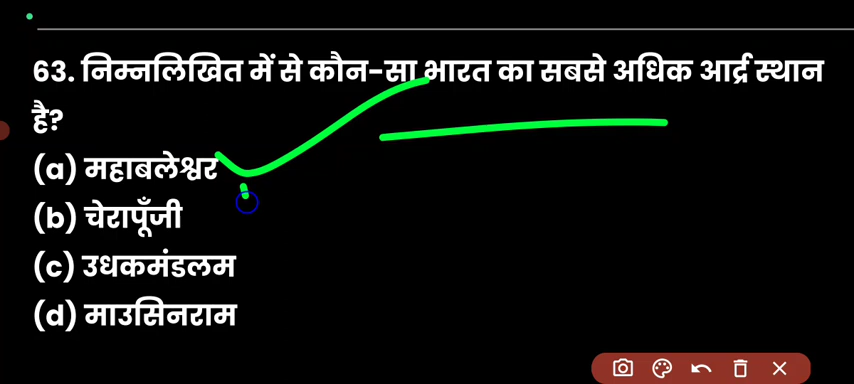 63. निम्नलिखित में से कौन-सा भारत का सबसे अधिक आर्द्र स्थान
है?
(a) महाबलेश्वर
(b) चेरापूँजी
(c) उधकमंडलम
(d) माउसिनराम